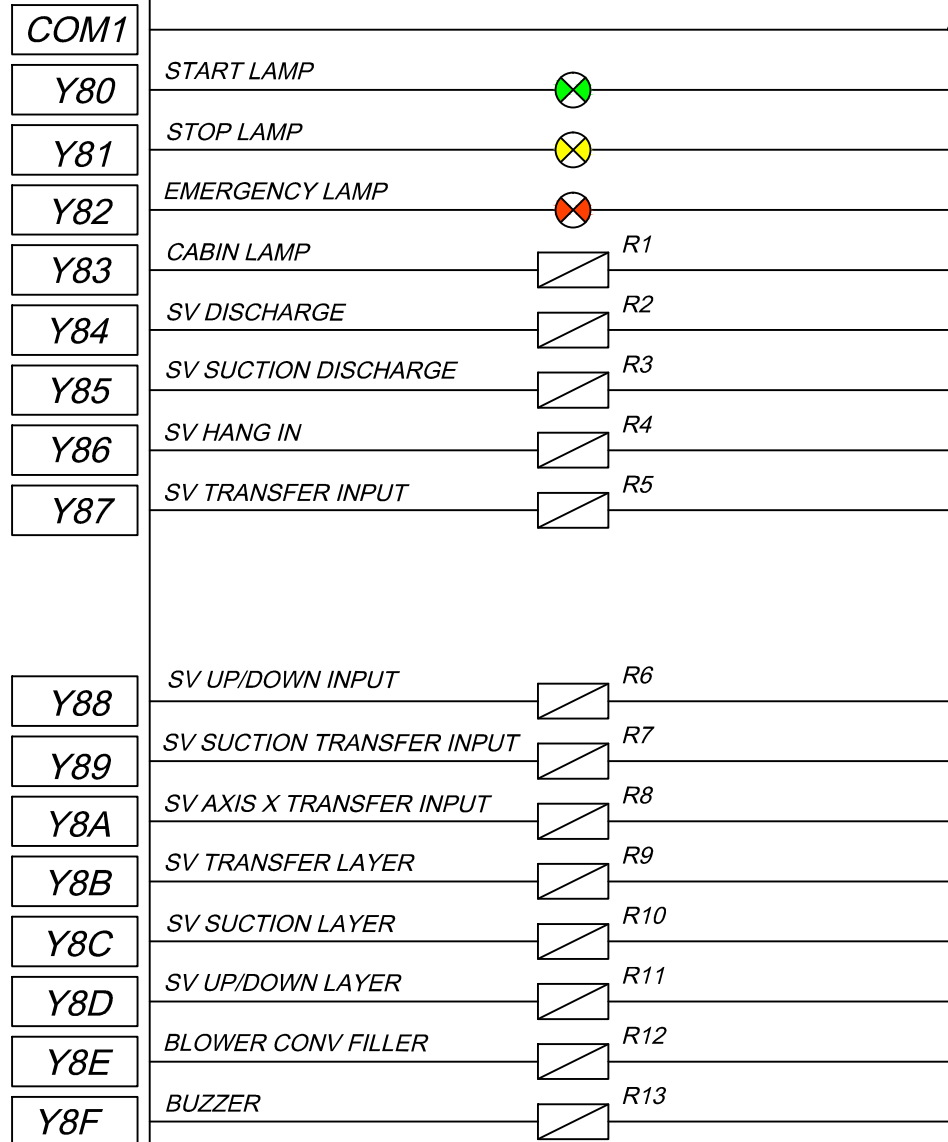 COM1
Y80 START LAMP
Y81 STOP LAMP
Y82 EMERGENCY LAMP
Y83 CABIN LAMP R1
Y84 SV DISCHARGE R2
Y85 SV SUCTION DISCHARGE R3
Y86 SV HANG IN R4
Y87 SV TRANSFER INPUT R5
Y88 SV UP/DOWN INPUT R6
Y89 SV SUCTION TRANSFER INPUT R7
Y8A SV AXIS X TRANSFER INPUT R8
Y8B SV TRANSFER LAYER R9
Y8C SV SUCTION LAYER R10
Y8D SV UP/DOWN LAYER R11
Y8E BLOWER CONV FILLER R12
Y8F BUZZER R13